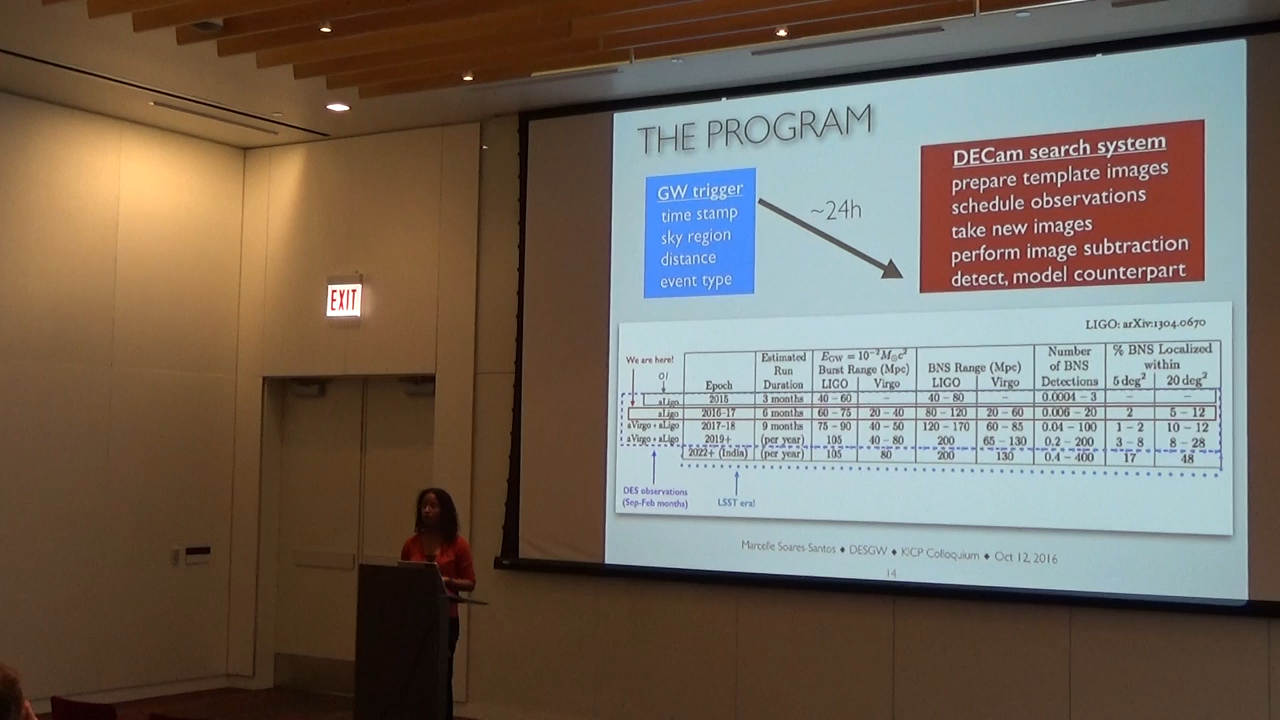 THE PROGRAM
GW trigger
time stamp
sky region
distance
event type
~24h
DECam search system
prepare template images
schedule observations
take new images
perform image subtraction
detect, model counterpart
EXIT
LIGO: arXiv:1304.0670
We are here!
O1
Epoch | Estimated Run Duration | E_GW = 10⁻²M⊙c² Burst Range (Mpc) LIGO | Virgo | BNS Range (Mpc) LIGO | Virgo | Number of BNS Detections | % BNS Localized within 5 deg² | 20 deg²
aLigo | 2015 | 3 months | 40 – 60 | – | 40 – 80 | – | 0.0004 – 3 | – | –
aLigo | 2016–17 | 6 months | 60 – 75 | 20 – 40 | 80 – 120 | 20 – 60 | 0.006 – 20 | 2 | 5 – 12
aVirgo + aLigo | 2017–18 | 9 months | 75 – 90 | 40 – 50 | 120 – 170 | 60 – 85 | 0.04 – 100 | 1 – 2 | 10 – 12
aVirgo + aLigo | 2019+ | (per year) | 105 | 40 – 80 | 200 | 65 – 130 | 0.2 – 200 | 3 – 8 | 8 – 28
2022+ (India) | (per year) | 105 | 80 | 200 | 130 | 0.4 – 400 | 17 | 48
DES observations
(Sep-Feb months)
LSST era!
Marcelle Soares-Santos ♦ DESGW ♦ KICP Colloquium ♦ Oct 12, 2016
14